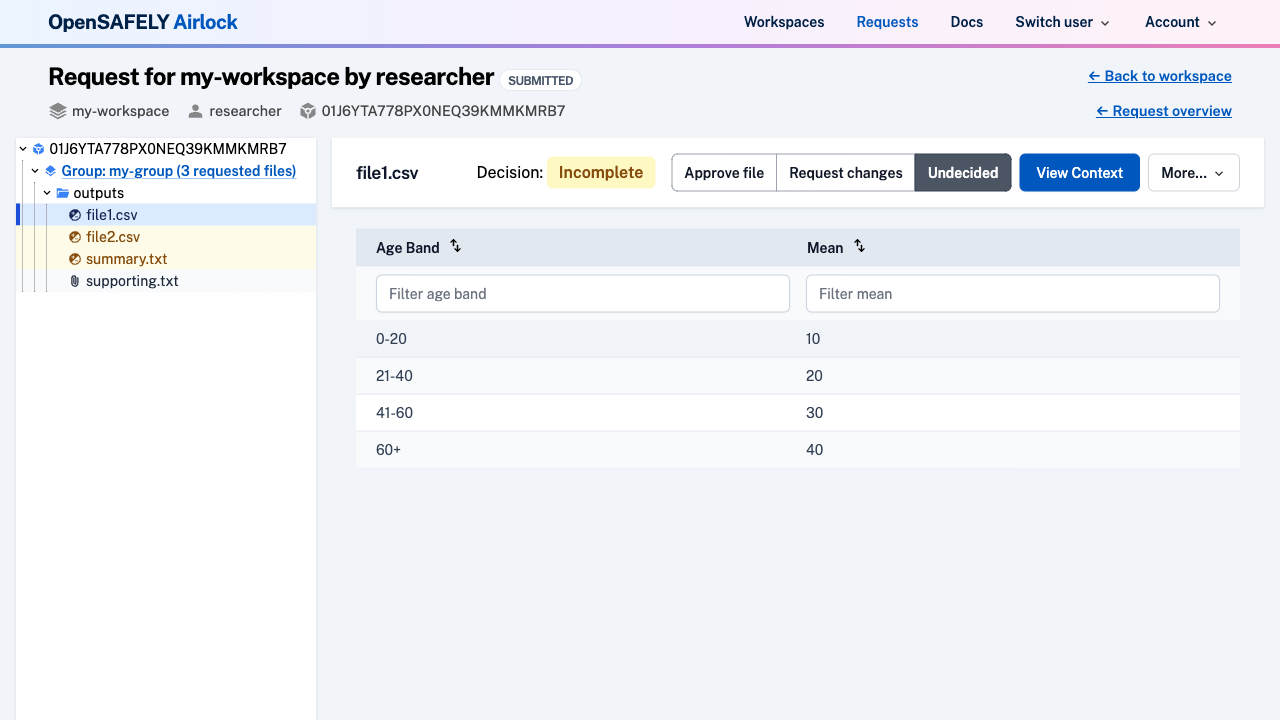 OpenSAFELY Airlock
Workspaces Requests Docs Switch user Account
Request for my-workspace by researcher SUBMITTED
← Back to workspace
my-workspace researcher 01J6YTA778PX0NEQ39KMMKMRB7
← Request overview
01J6YTA778PX0NEQ39KMMKMRB7
Group: my-group (3 requested files)
outputs
file1.csv
file2.csv
summary.txt
supporting.txt
file1.csv Decision: Incomplete Approve file Request changes Undecided View Context More...
Age Band Mean
Filter age band Filter mean
0-20 10
21-40 20
41-60 30
60+ 40